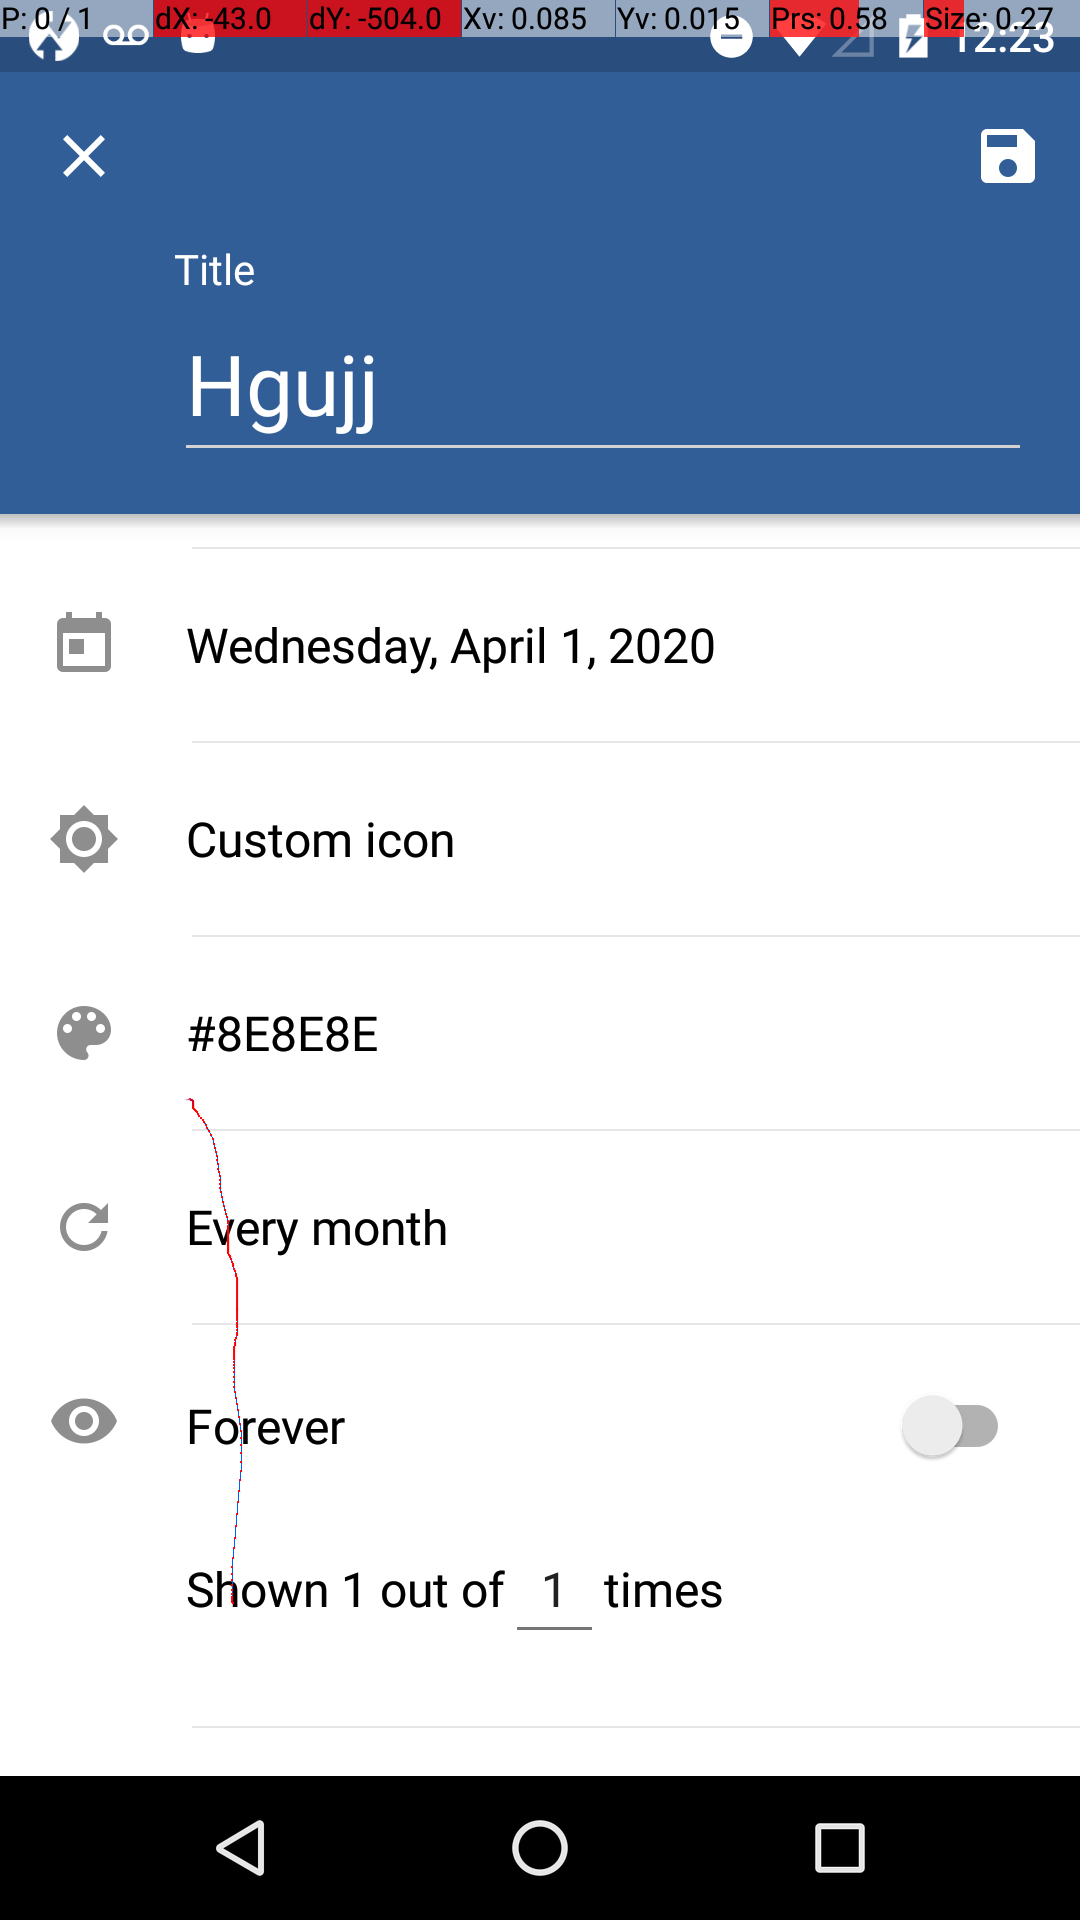 P: 0 / 1 dX: -43.0 dY: -504.0 Xv: 0.085 Yv: 0.015 Prs: 0.58 Size: 0.27
12:23
Title
Hgujj
Wednesday, April 1, 2020
Custom icon
#8E8E8E
Every month
Forever
Shown 1 out of 1 times